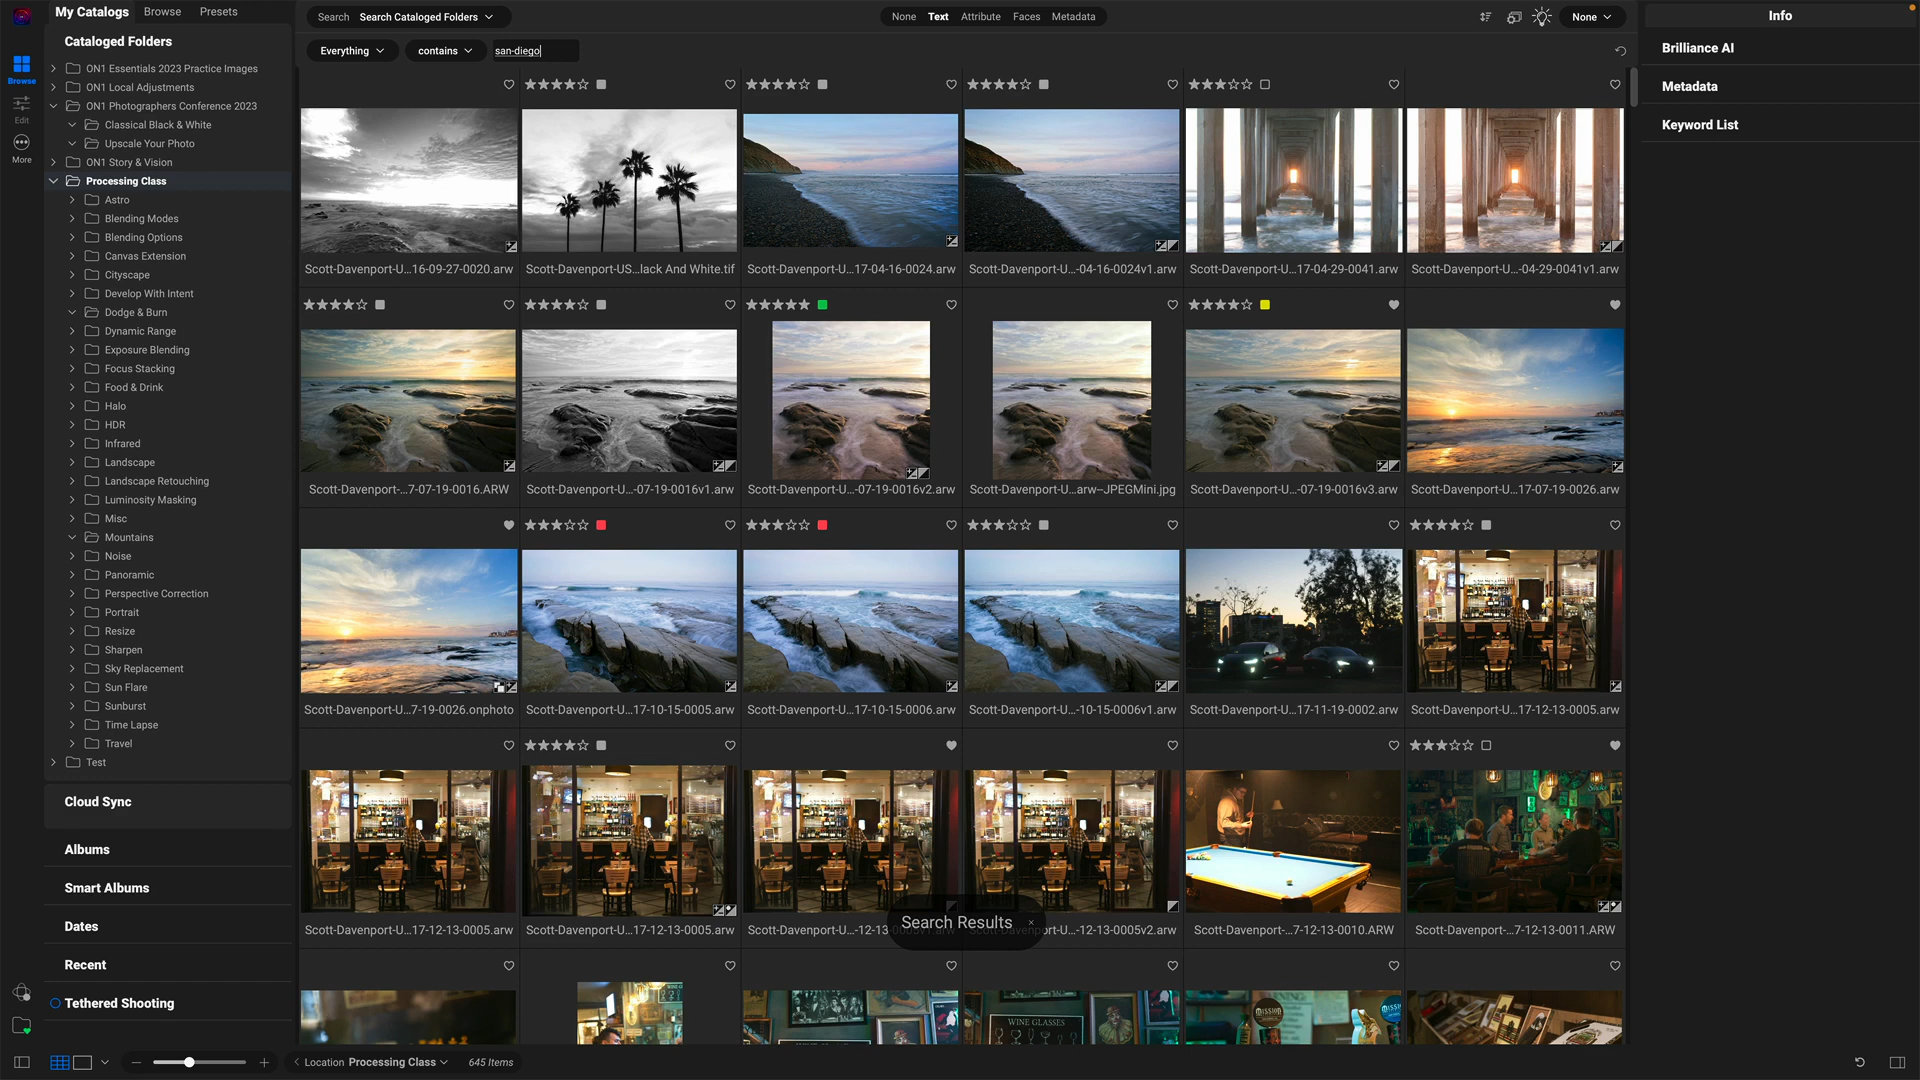 My Catalogs
Browse
Presets
Search
Search Cataloged Folders
None
Text
Attribute
Faces
Metadata
None
Info
Cataloged Folders
Everything
contains
san-diego
Brilliance AI
Metadata
Keyword List
Browse
Edit
More
ON1 Essentials 2023 Practice Images
ON1 Local Adjustments
ON1 Photographers Conference 2023
Classical Black & White
Upscale Your Photo
ON1 Story & Vision
Processing Class
Astro
Blending Modes
Blending Options
Canvas Extension
Cityscape
Develop With Intent
Dodge & Burn
Dynamic Range
Exposure Blending
Focus Stacking
Food & Drink
Halo
HDR
Infrared
Landscape
Landscape Retouching
Luminosity Masking
Misc
Mountains
Noise
Panoramic
Perspective Correction
Portrait
Resize
Sharpen
Sky Replacement
Sun Flare
Sunburst
Time Lapse
Travel
Test
Cloud Sync
Albums
Smart Albums
Dates
Recent
Tethered Shooting
Scott-Davenport-U...16-09-27-0020.arw
Scott-Davenport-US...lack And White.tif
Scott-Davenport-U...17-04-16-0024.arw
Scott-Davenport-U...-04-16-0024v1.arw
Scott-Davenport-U...17-04-29-0041.arw
Scott-Davenport-U...-04-29-0041v1.arw
Scott-Davenport-...7-07-19-0016.ARW
Scott-Davenport-U...-07-19-0016v1.arw
Scott-Davenport-U...-07-19-0016v2.arw
Scott-Davenport-U...arw--JPEGMini.jpg
Scott-Davenport-U...-07-19-0016v3.arw
Scott-Davenport-U...17-07-19-0026.arw
Scott-Davenport-U...7-19-0026.onphoto
Scott-Davenport-U...17-10-15-0005.arw
Scott-Davenport-U...17-10-15-0006.arw
Scott-Davenport-U...-10-15-0006v1.arw
Scott-Davenport-U...17-11-19-0002.arw
Scott-Davenport-U...17-12-13-0005.arw
Scott-Davenport-U...17-12-13-0005.arw
Scott-Davenport-U...17-12-13-0005.arw
Scott-Davenport-U...-12-13-0005v1.arw
Scott-Davenport-U...-12-13-0005v2.arw
Scott-Davenport-...7-12-13-0010.ARW
Scott-Davenport-...7-12-13-0011.ARW
Search Results ×
WINE GLASSES
MISSION
Location Processing Class
645 Items